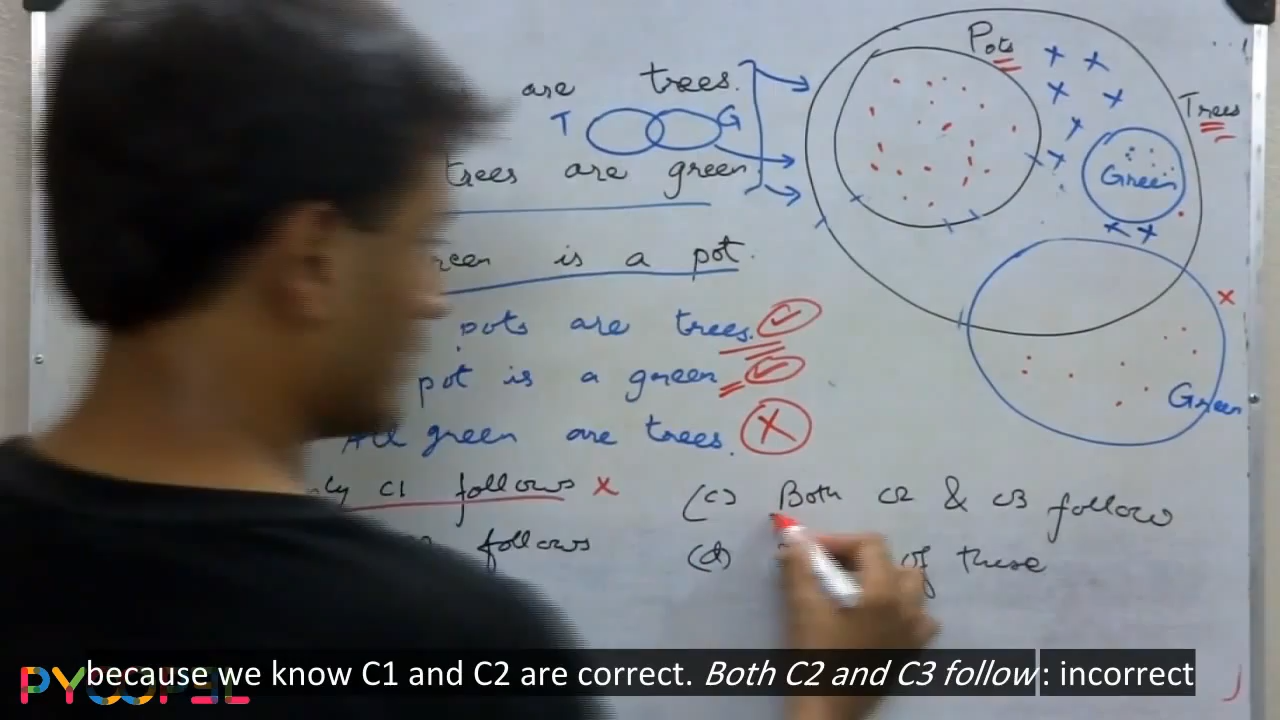 are trees.
T G
trees are green
is a pot.
pots are trees.
pot is a green
All green are trees.
C1 follows x
follows
Pots
Trees
Green
Green
(c) Both C2 & C3 follow
(d) of these
because we know C1 and C2 are correct. Both C2 and C3 follow: incorrect
PYOOPEL